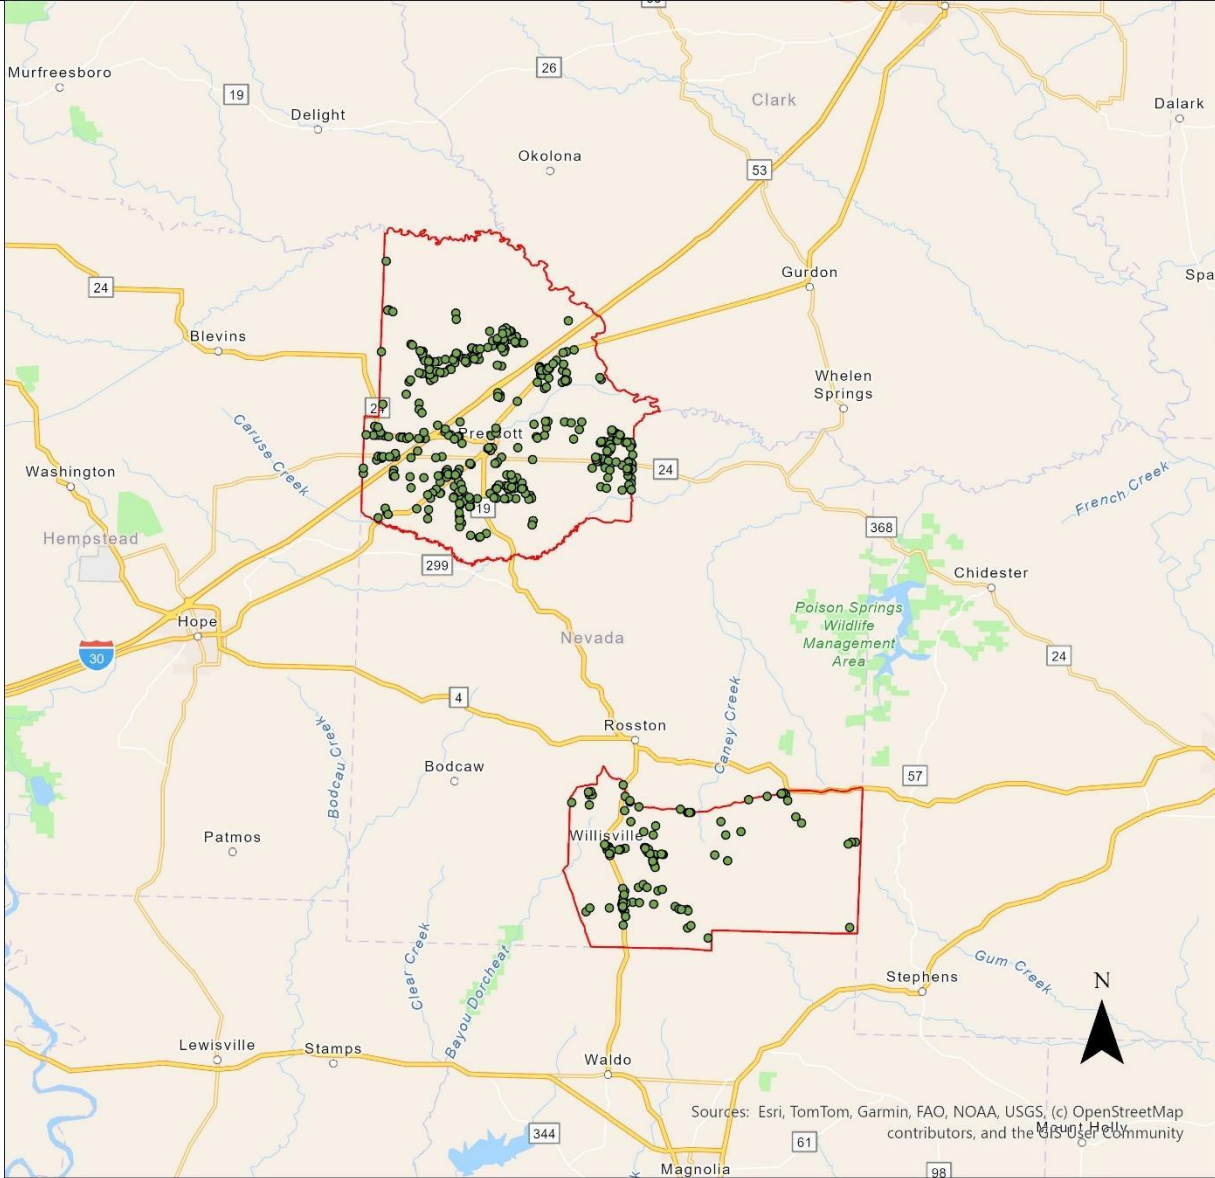 Murfreesboro
19
Delight
26
Clark
Dalark
Okolona
53
Gurdon
Spa
24
Blevins
Whelen
Springs
Caruse Creek
Prescott
Washington
24
French Creek
19
368
Hempstead
299
Chidester
Poison Springs
Wildlife
Management
Area
Hope
Nevada
30
24
4
Rosston
Caney Creek
Bodcau Creek
Bodcaw
57
Patmos
Willisville
Clear Creek
Bayou Dorcheat
Stephens
Gum Creek
N
Lewisville
Stamps
Waldo
Sources: Esri, TomTom, Garmin, FAO, NOAA, USGS, (c) OpenStreetMap
contributors, and the GIS User Community
Mount Holly
344
61
Magnolia
98